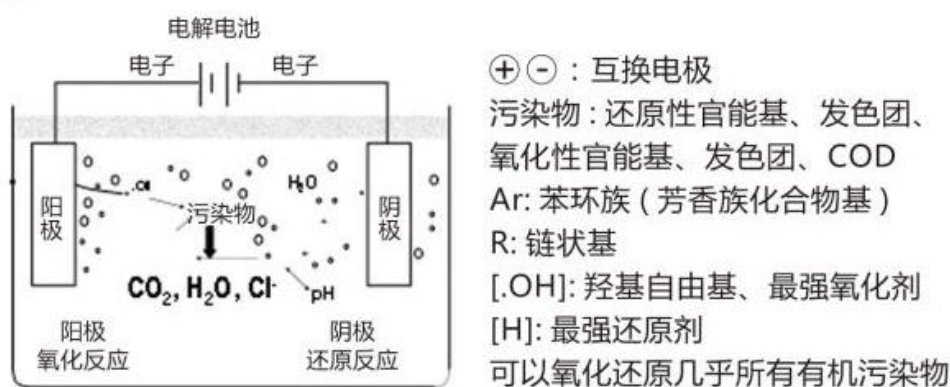 电解电池
电子
电子
阳极
.Cl
污染物
H₂O
阴极
CO₂, H₂O, Cl⁻
pH
阳极
氧化反应
阴极
还原反应
⊕⊖：互换电极
污染物 : 还原性官能基、发色团、
氧化性官能基、发色团、COD
Ar: 苯环族 ( 芳香族化合物基 )
R: 链状基
[.OH]: 羟基自由基、最强氧化剂
[H]: 最强还原剂
可以氧化还原几乎所有有机污染物